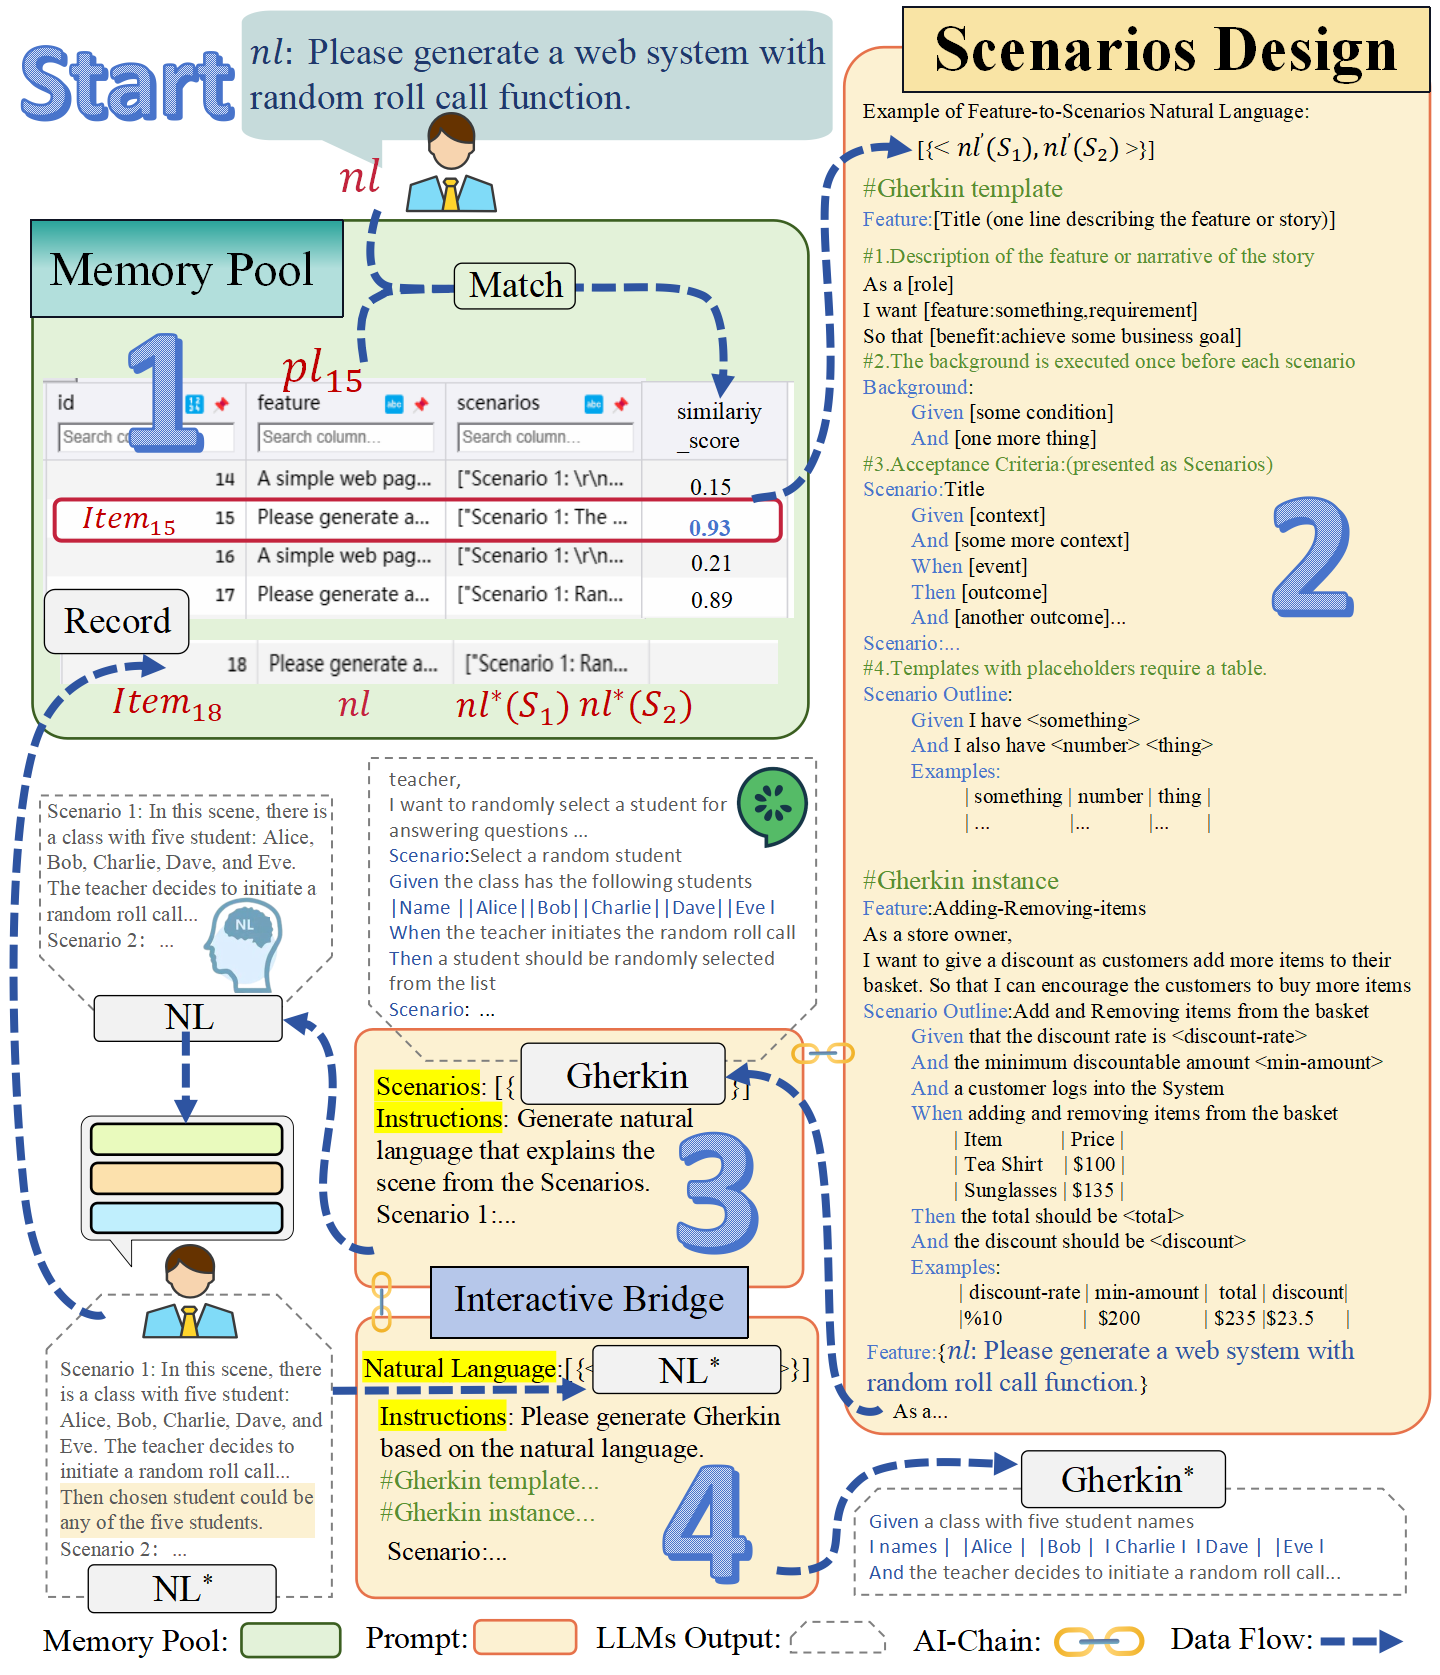 Start
nl: Please generate a web system with
random roll call function.
nl
Memory Pool
Match
1
pl15
id
feature
scenarios
similariy
_score
Search co
Search column...
Search column...
14 A simple web pag... ["Scenario 1: \r\n... 0.15
Item15 15 Please generate a... ["Scenario 1: The ... 0.93
16 A simple web pag... ["Scenario 1: \r\n... 0.21
17 Please generate a... ["Scenario 1: Ran... 0.89
Record
18 Please generate a... ["Scenario 1: Ran...
Item18 nl nl*(S1) nl*(S2)
Scenario 1: In this scene, there is
a class with five student: Alice,
Bob, Charlie, Dave, and Eve.
The teacher decides to initiate a
random roll call...
Scenario 2: ...
NL
NL
teacher,
I want to randomly select a student for
answering questions ...
Scenario:Select a random student
Given the class has the following students
|Name ||Alice||Bob||Charlie||Dave||Eve l
When the teacher initiates the random roll call
Then a student should be randomly selected
from the list
Scenario: ...
Gherkin
Scenarios: [{ }]
Instructions: Generate natural
language that explains the
scene from the Scenarios.
Scenario 1:...
3
Interactive Bridge
Natural Language:[{< NL* >}]
Instructions: Please generate Gherkin
based on the natural language.
#Gherkin template...
#Gherkin instance...
Scenario:...
4
Scenario 1: In this scene, there
is a class with five student:
Alice, Bob, Charlie, Dave, and
Eve. The teacher decides to
initiate a random roll call...
Then chosen student could be
any of the five students.
Scenario 2: ...
NL*
Scenarios Design
Example of Feature-to-Scenarios Natural Language:
[{< nl′(S1), nl′(S2) >}]
#Gherkin template
Feature:[Title (one line describing the feature or story)]
#1.Description of the feature or narrative of the story
As a [role]
I want [feature:something,requirement]
So that [benefit:achieve some business goal]
#2.The background is executed once before each scenario
Background:
Given [some condition]
And [one more thing]
#3.Acceptance Criteria:(presented as Scenarios)
Scenario:Title
Given [context]
And [some more context]
When [event]
Then [outcome]
And [another outcome]...
Scenario:...
2
#4.Templates with placeholders require a table.
Scenario Outline:
Given I have <something>
And I also have <number> <thing>
Examples:
| something | number | thing |
| ... |... |... |
#Gherkin instance
Feature:Adding-Removing-items
As a store owner,
I want to give a discount as customers add more items to their
basket. So that I can encourage the customers to buy more items
Scenario Outline:Add and Removing items from the basket
Given that the discount rate is <discount-rate>
And the minimum discountable amount <min-amount>
And a customer logs into the System
When adding and removing items from the basket
| Item | Price |
| Tea Shirt | $100 |
| Sunglasses | $135 |
Then the total should be <total>
And the discount should be <discount>
Examples:
| discount-rate | min-amount | total | discount|
|%10 | $200 | $235 |$23.5 |
Feature:{nl: Please generate a web system with
random roll call function.}
As a...
Gherkin*
Given a class with five student names
I names | |Alice | |Bob | l Charlie I l Dave | |Eve l
And the teacher decides to initiate a random roll call...
Memory Pool: Prompt: LLMs Output: AI-Chain: Data Flow: